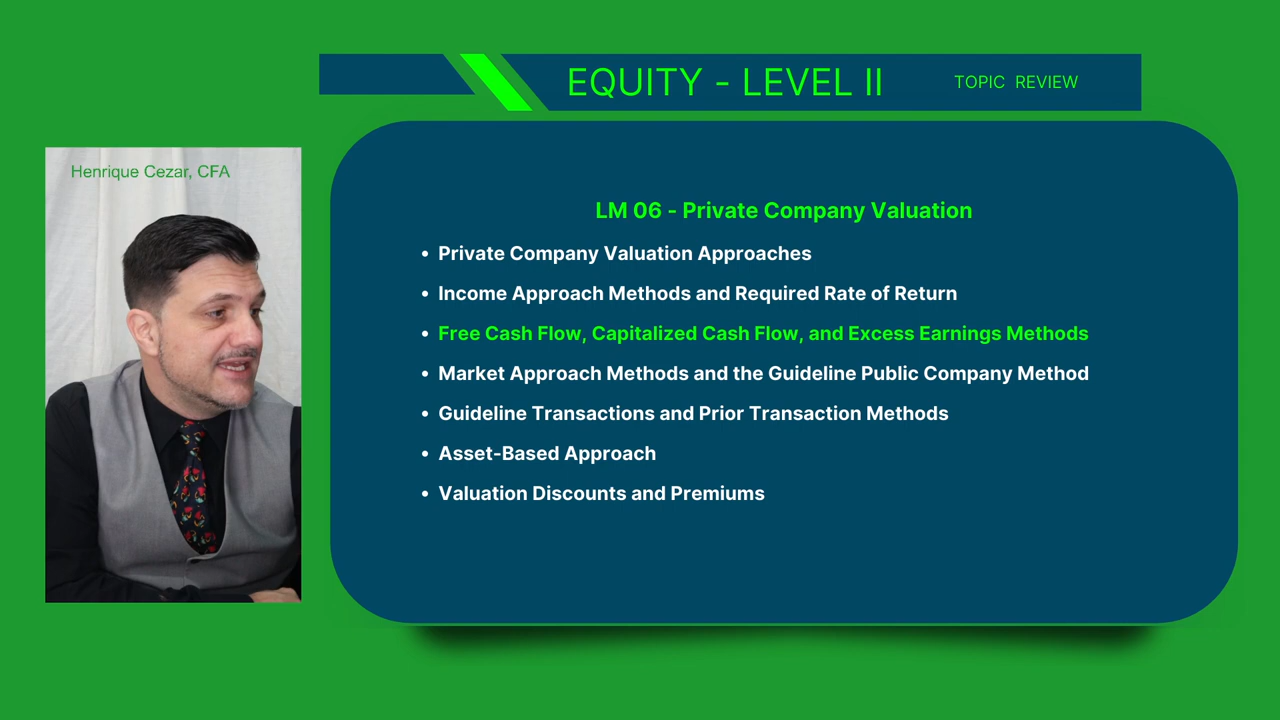 EQUITY - LEVEL II
TOPIC REVIEW
Henrique Cezar, CFA
LM 06 - Private Company Valuation
• Private Company Valuation Approaches
• Income Approach Methods and Required Rate of Return
• Free Cash Flow, Capitalized Cash Flow, and Excess Earnings Methods
• Market Approach Methods and the Guideline Public Company Method
• Guideline Transactions and Prior Transaction Methods
• Asset-Based Approach
• Valuation Discounts and Premiums